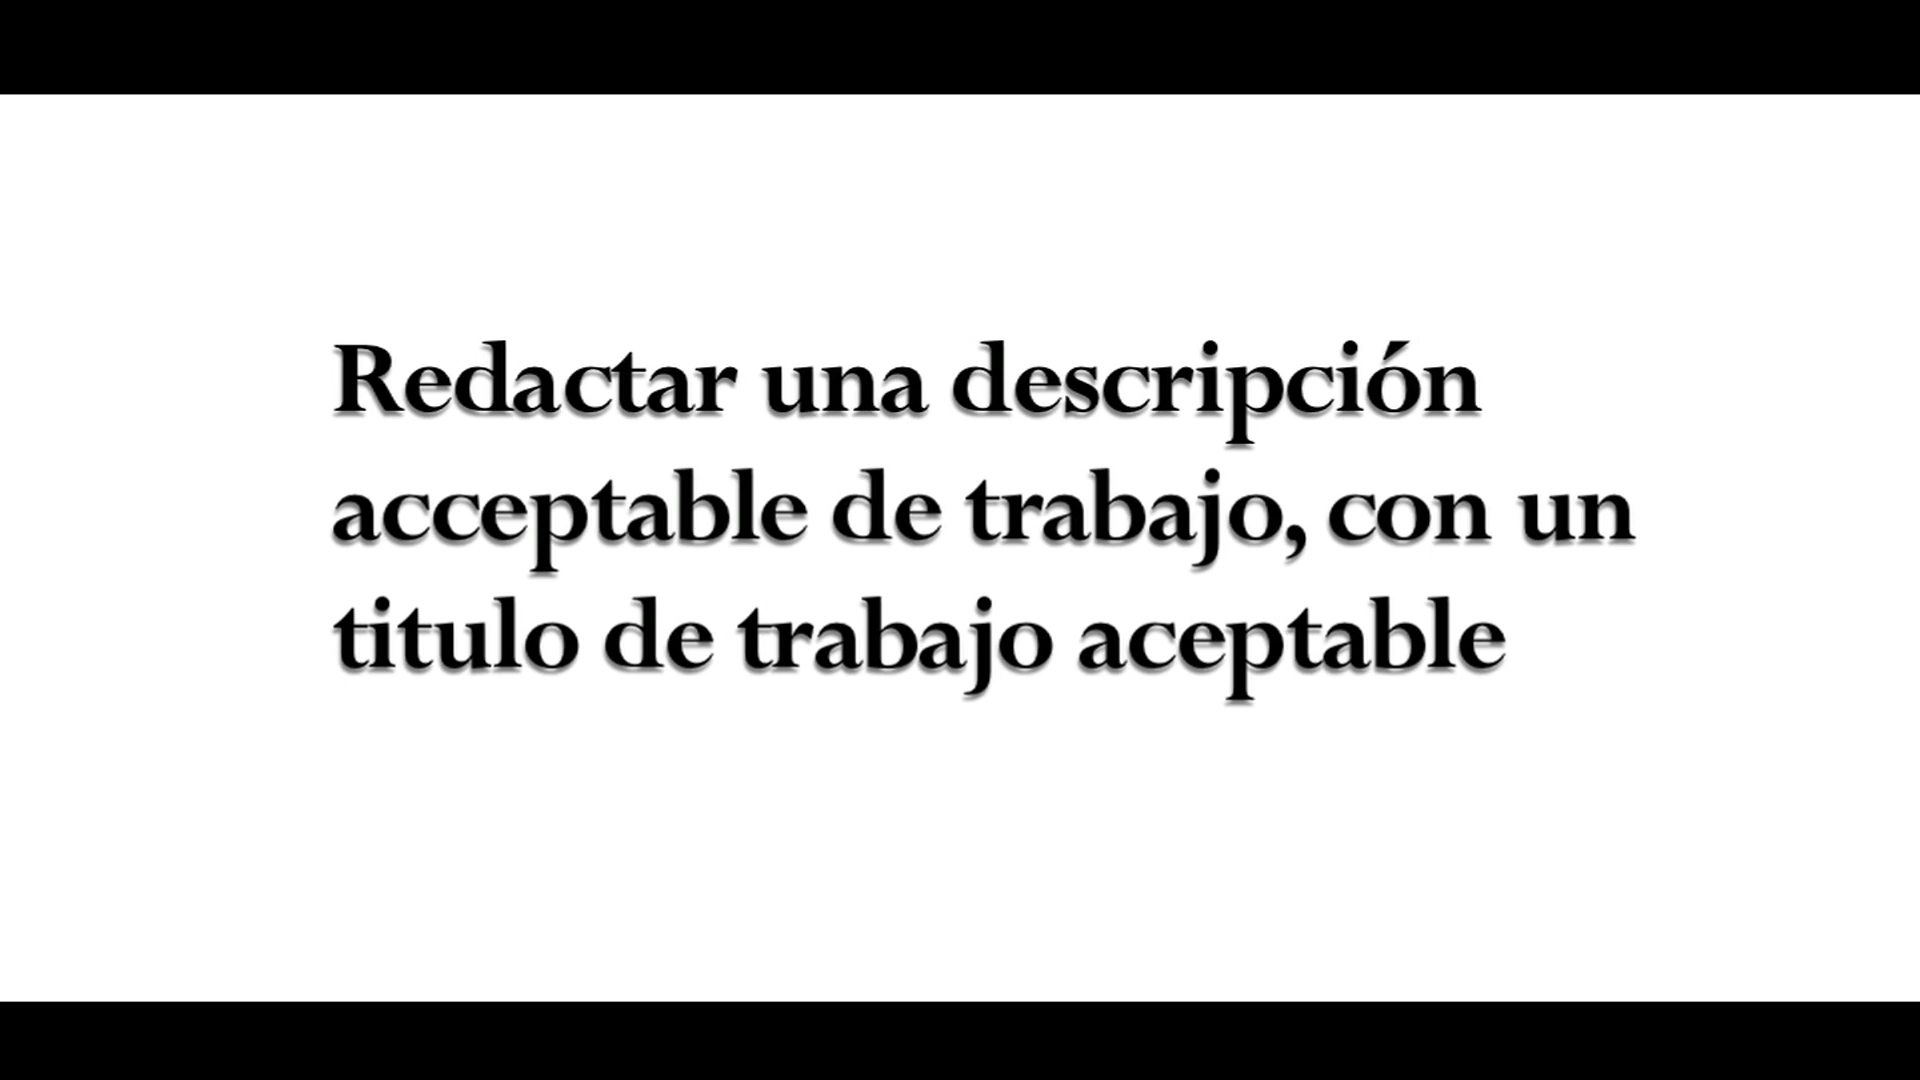 Redactar una descripción
acceptable de trabajo, con un
titulo de trabajo aceptable